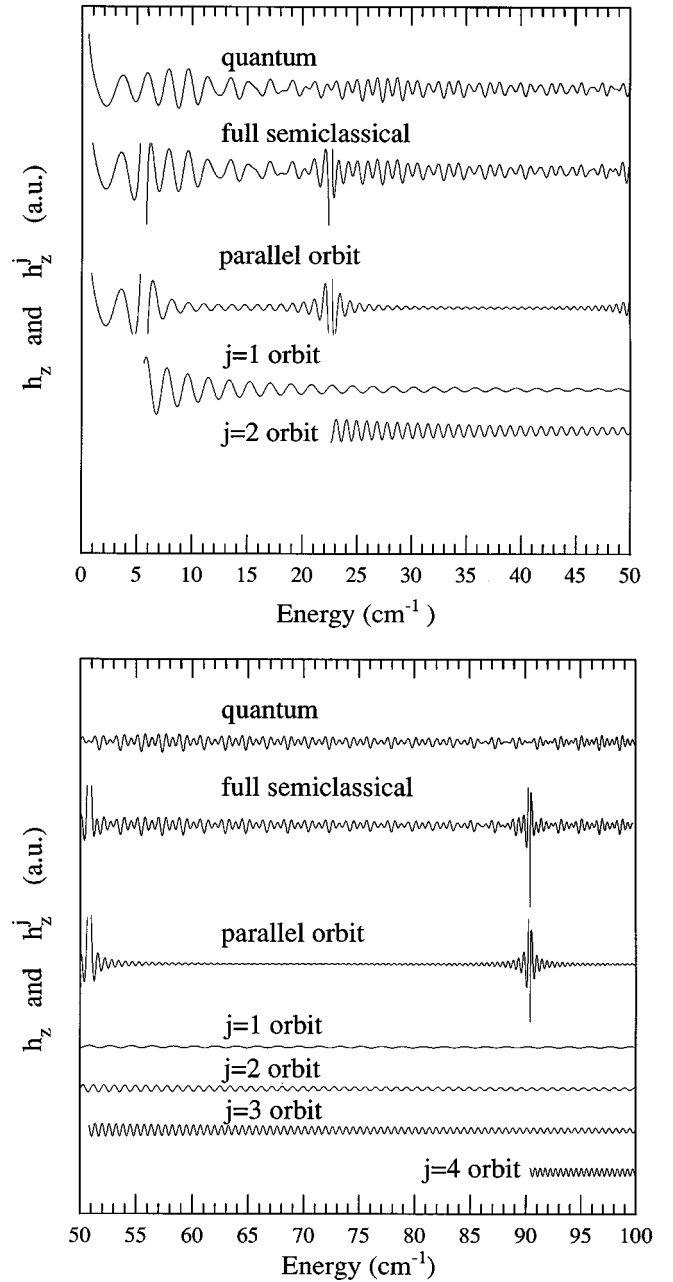 quantum
full semiclassical
parallel orbit
j=1 orbit
j=2 orbit
h_z and h_z^j (a.u.)
0 5 10 15 20 25 30 35 40 45 50
Energy (cm⁻¹ )
quantum
full semiclassical
parallel orbit
j=1 orbit
j=2 orbit
j=3 orbit
j=4 orbit
h_z and h_z^j (a.u.)
50 55 60 65 70 75 80 85 90 95 100
Energy (cm⁻¹)